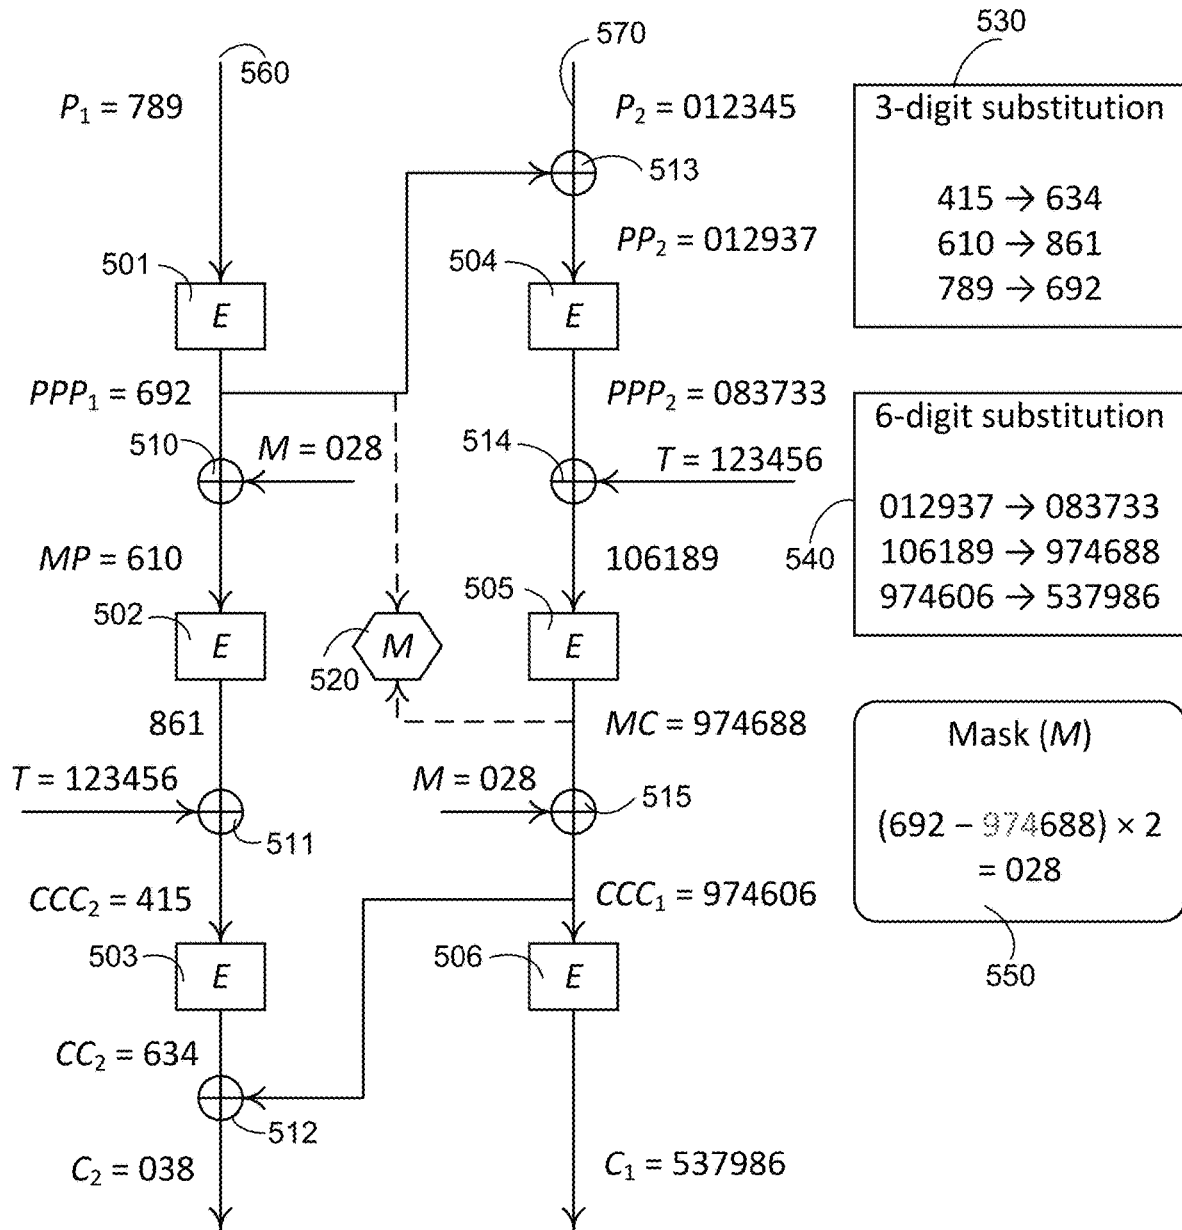 560
570
530
P₁ = 789
P₂ = 012345
513
PP₂ = 012937
3-digit substitution
415 → 634
610 → 861
789 → 692
501
E
504
E
PPP₁ = 692
PPP₂ = 083733
510
M = 028
514
T = 123456
6-digit substitution
012937 → 083733
106189 → 974688
974606 → 537986
540
MP = 610
106189
502
E
520
M
505
E
861
MC = 974688
T = 123456
511
M = 028
515
Mask (M)
(692 – 974688) × 2
= 028
550
CCC₂ = 415
CCC₁ = 974606
503
E
506
E
CC₂ = 634
512
C₂ = 038
C₁ = 537986